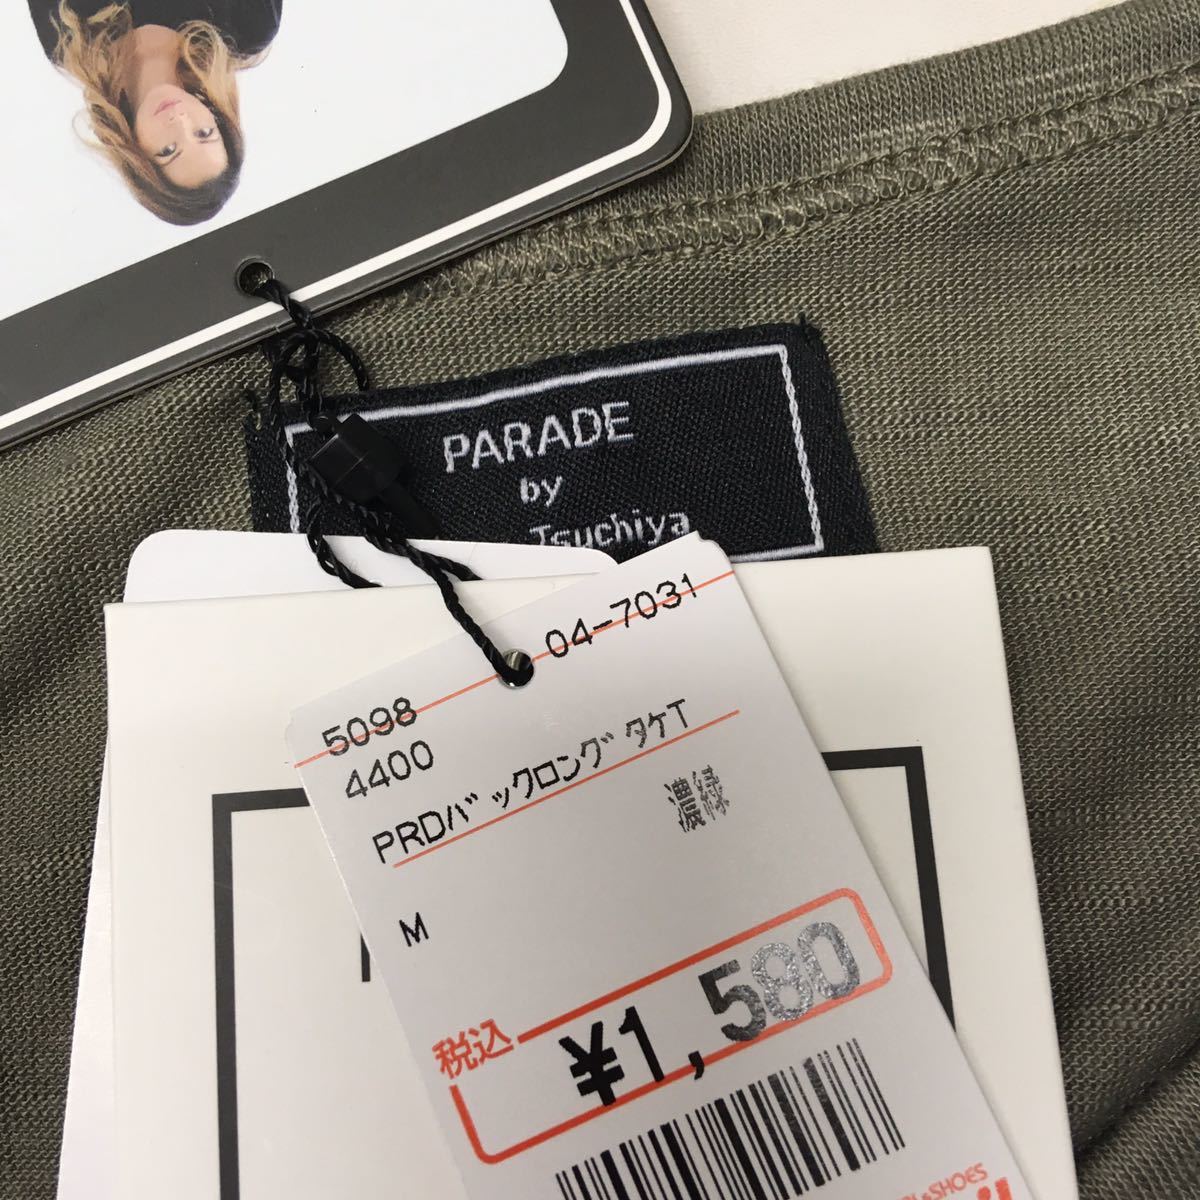 PARADE
by
Tsuchiya
04-7031
5098
4400
PRDバックロングタケT
濃緑
M
税込
¥1,580
&SHOES